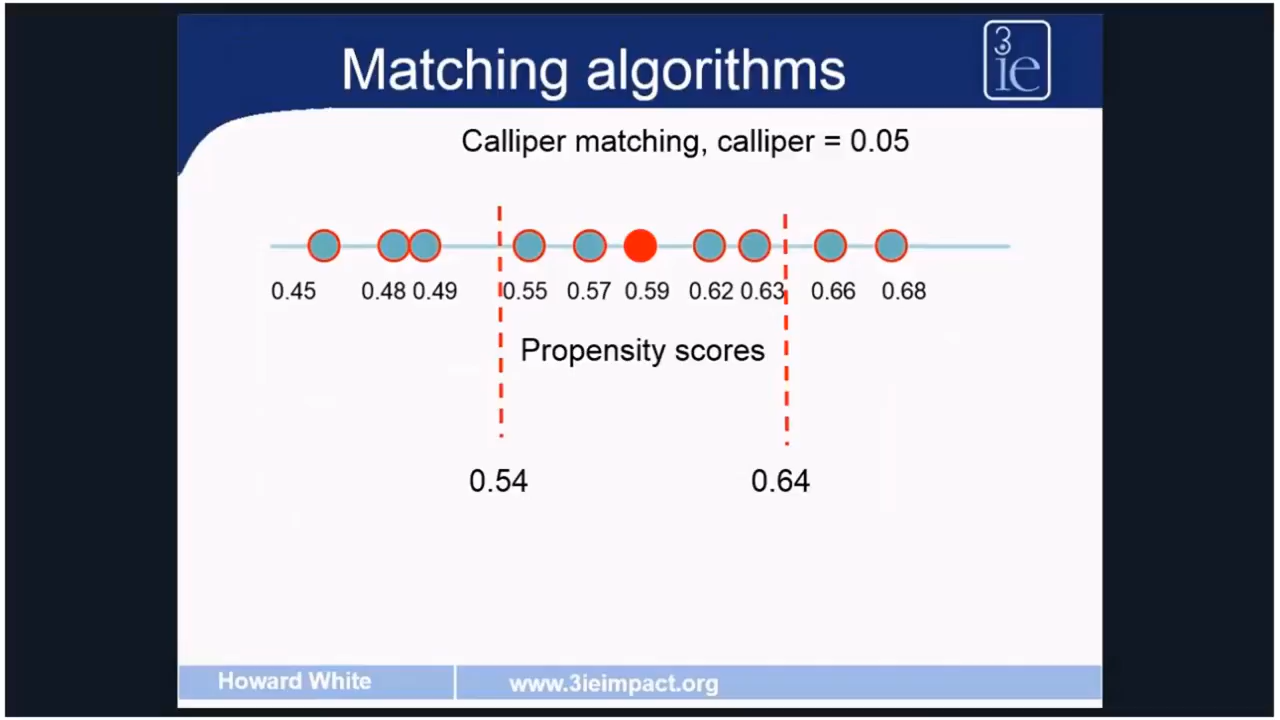 Matching algorithms
3
ie
Calliper matching, calliper = 0.05
0.45 0.48 0.49 0.55 0.57 0.59 0.62 0.63 0.66 0.68
Propensity scores
0.54 0.64
Howard White www.3ieimpact.org